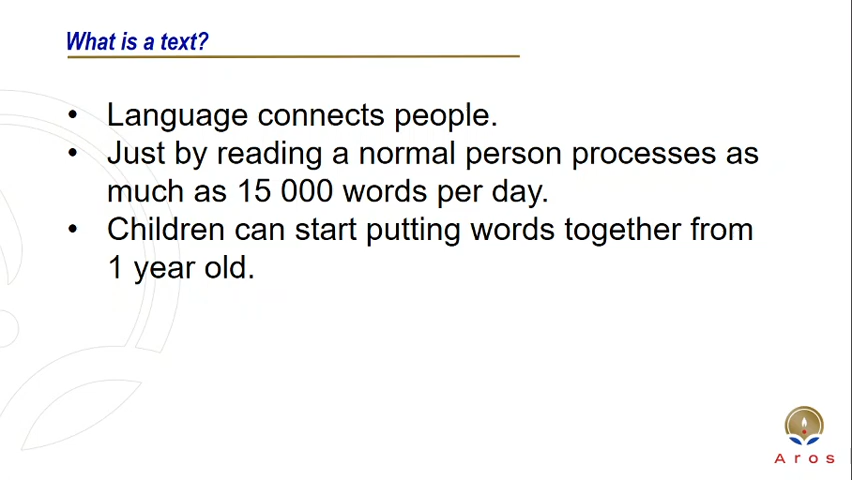 What is a text?
• Language connects people.
• Just by reading a normal person processes as
much as 15 000 words per day.
• Children can start putting words together from
1 year old.
Aros